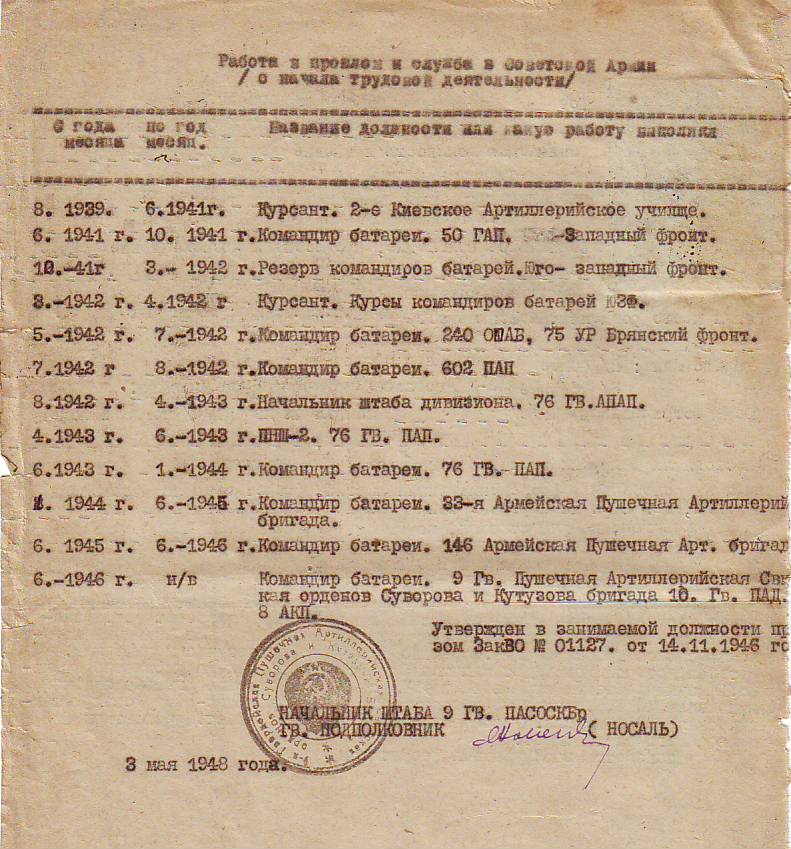 Работа в прошлом и служба в Советской Армии
/ с начала трудовой деятельности/
С года по год Название должности или какую работу выполнял
месяца месяц.
8. 1939. 6.1941г. Курсант. 2-е Киевское Артиллерийское училище.
6. 1941 г. 10. 1941 г. Командир батареи. 50 ГАП. -Западный фронт.
10.-41г 3.- 1942 г. Резерв командиров батарей. Юго- западный фронт.
3.-1942 г. 4.1942 г Курсант. Курсы командиров батарей ЮЗФ.
5.-1942 г. 7.-1942 г. Командир батареи. 240 ОПАБ, 75 УР Брянский фронт.
7.1942 г 8.-1942 г. Командир батареи. 602 ПАП
8.1942 г. 4.-1943 г. Начальник штаба дивизиона. 76 ГВ.АПАП.
4.1943 г. 6.-1943 г. ПНШ-2. 76 ГВ. ПАП.
6.1943 г. 1.-1944 г. Командир батареи. 76 ГВ. ПАП.
1. 1944 г. 6.-1945 г. Командир батареи. 33-я Армейская Пушечная Артиллерий
бригада.
6. 1945 г. 6.-1946 г. Командир батареи. 146 Армейская Пушечная Арт. бригад
6.-1946 г. н/в Командир батареи. 9 Гв. Пушечная Артиллерийская Свк
кая орденов Суворова и Кутузова бригада 10. Гв. ПАД.
8 АКП.
Утвержден в занимаемой должности пр
зом ЗакВО № 01127. от 14.11.1946 го
НАЧАЛЬНИК ШТАБА 9 ГВ. ПАСОСКБр
ГВ. ПОДПОЛКОВНИК ( НОСАЛЬ)
3 мая 1948 года.